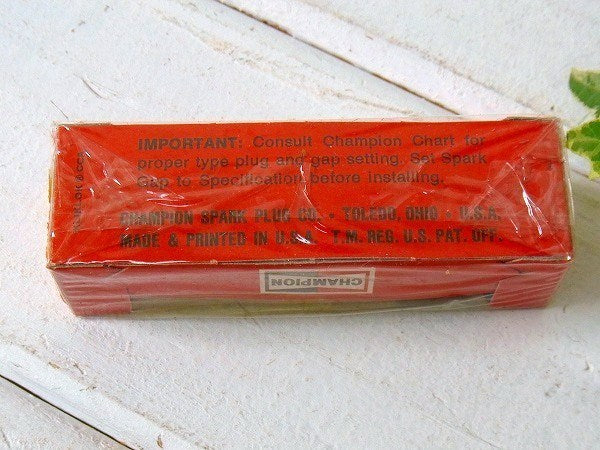 IMPORTANT: Consult Champion Chart for
proper type plug and gap setting. Set Spark
Gap to Specification before Installing.
CHAMPION SPARK PLUG CO. • TOLEDO, OHIO • U.S.A.
MADE & PRINTED IN U.S.A. T.M. REG. U.S. PAT. OFF.
CHAMPION